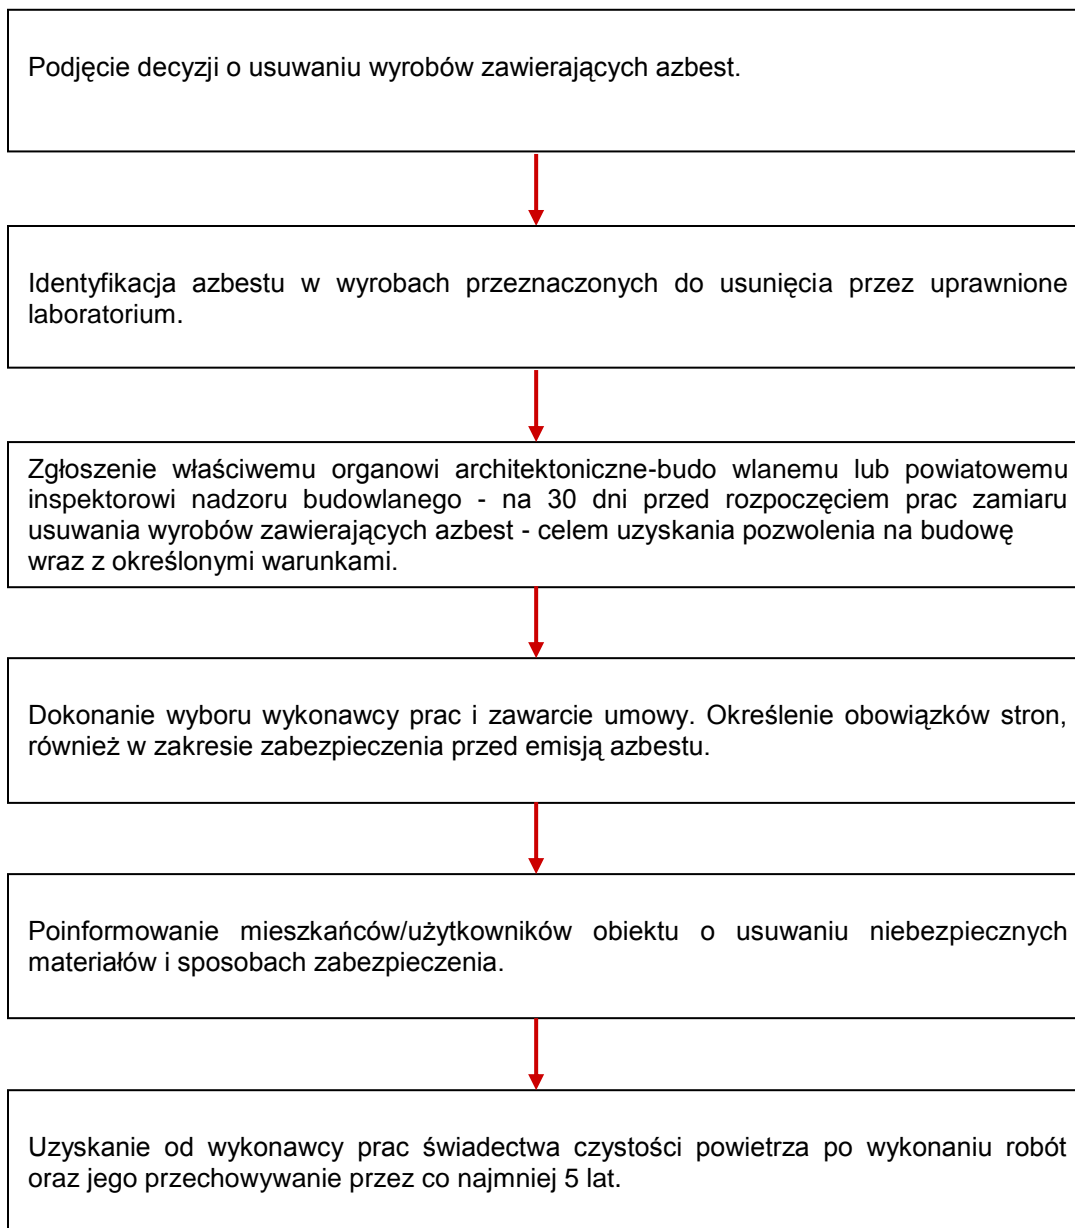 Podjęcie decyzji o usuwaniu wyrobów zawierających azbest.
Identyfikacja azbestu w wyrobach przeznaczonych do usunięcia przez uprawnione
laboratorium.
Zgłoszenie właściwemu organowi architektoniczne-budo wlanemu lub powiatowemu
inspektorowi nadzoru budowlanego - na 30 dni przed rozpoczęciem prac zamiaru
usuwania wyrobów zawierających azbest - celem uzyskania pozwolenia na budowę
wraz z określonymi warunkami.
Dokonanie wyboru wykonawcy prac i zawarcie umowy. Określenie obowiązków stron,
również w zakresie zabezpieczenia przed emisją azbestu.
Poinformowanie mieszkańców/użytkowników obiektu o usuwaniu niebezpiecznych
materiałów i sposobach zabezpieczenia.
Uzyskanie od wykonawcy prac świadectwa czystości powietrza po wykonaniu robót
oraz jego przechowywanie przez co najmniej 5 lat.